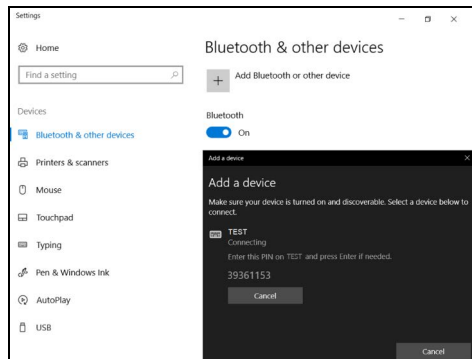 Settings
Home
Find a setting
Devices
Bluetooth & other devices
Printers & scanners
Mouse
Touchpad
Typing
Pen & Windows Ink
AutoPlay
USB
Bluetooth & other devices
Add Bluetooth or other device
Bluetooth
On
Add a device
Add a device
Make sure your device is turned on and discoverable. Select a device below to
connect.
TEST
Connecting
Enter this PIN on TEST and press Enter if needed.
39361153
Cancel
Cancel